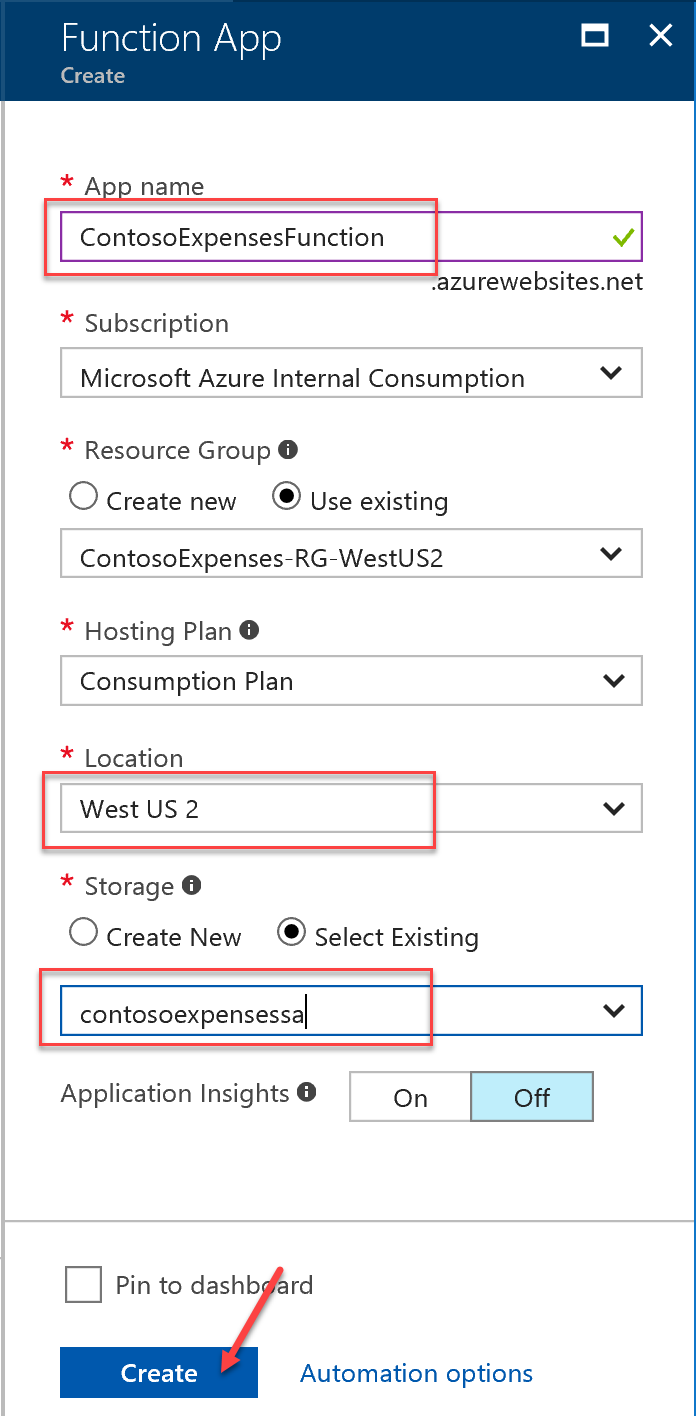 Function App
Create
* App name
ContosoExpensesFunction
.azurewebsites.net
* Subscription
Microsoft Azure Internal Consumption
* Resource Group
Create new Use existing
ContosoExpenses-RG-WestUS2
* Hosting Plan
Consumption Plan
* Location
West US 2
* Storage
Create New Select Existing
contosoexpensessa
Application Insights On Off
Pin to dashboard
Create Automation options